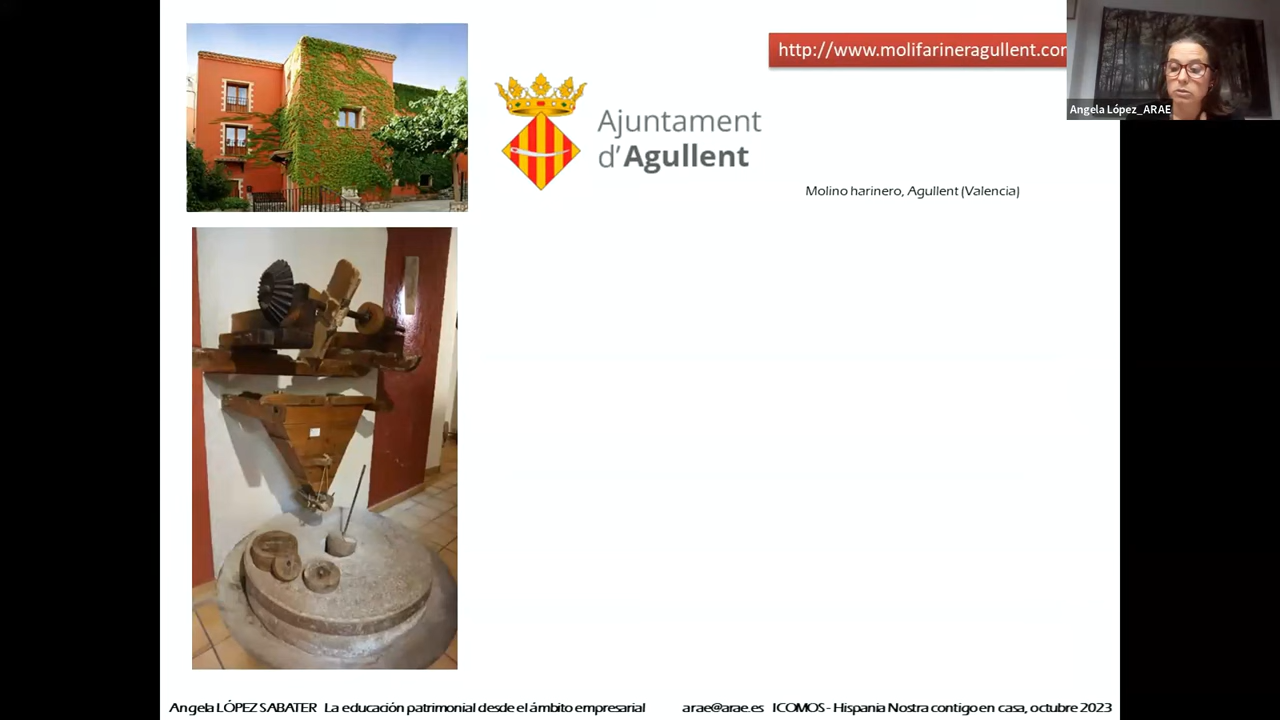 http://www.molifarineragullent.com
Angela López_ARAE
Ajuntament
d'Agullent
Molino harinero, Agullent (Valencia)
Angela LÓPEZ SABATER La educación patrimonial desde el ámbito empresarial arae@arae.es ICOMOS - Hispania Nostra contigo en casa, octubre 2023